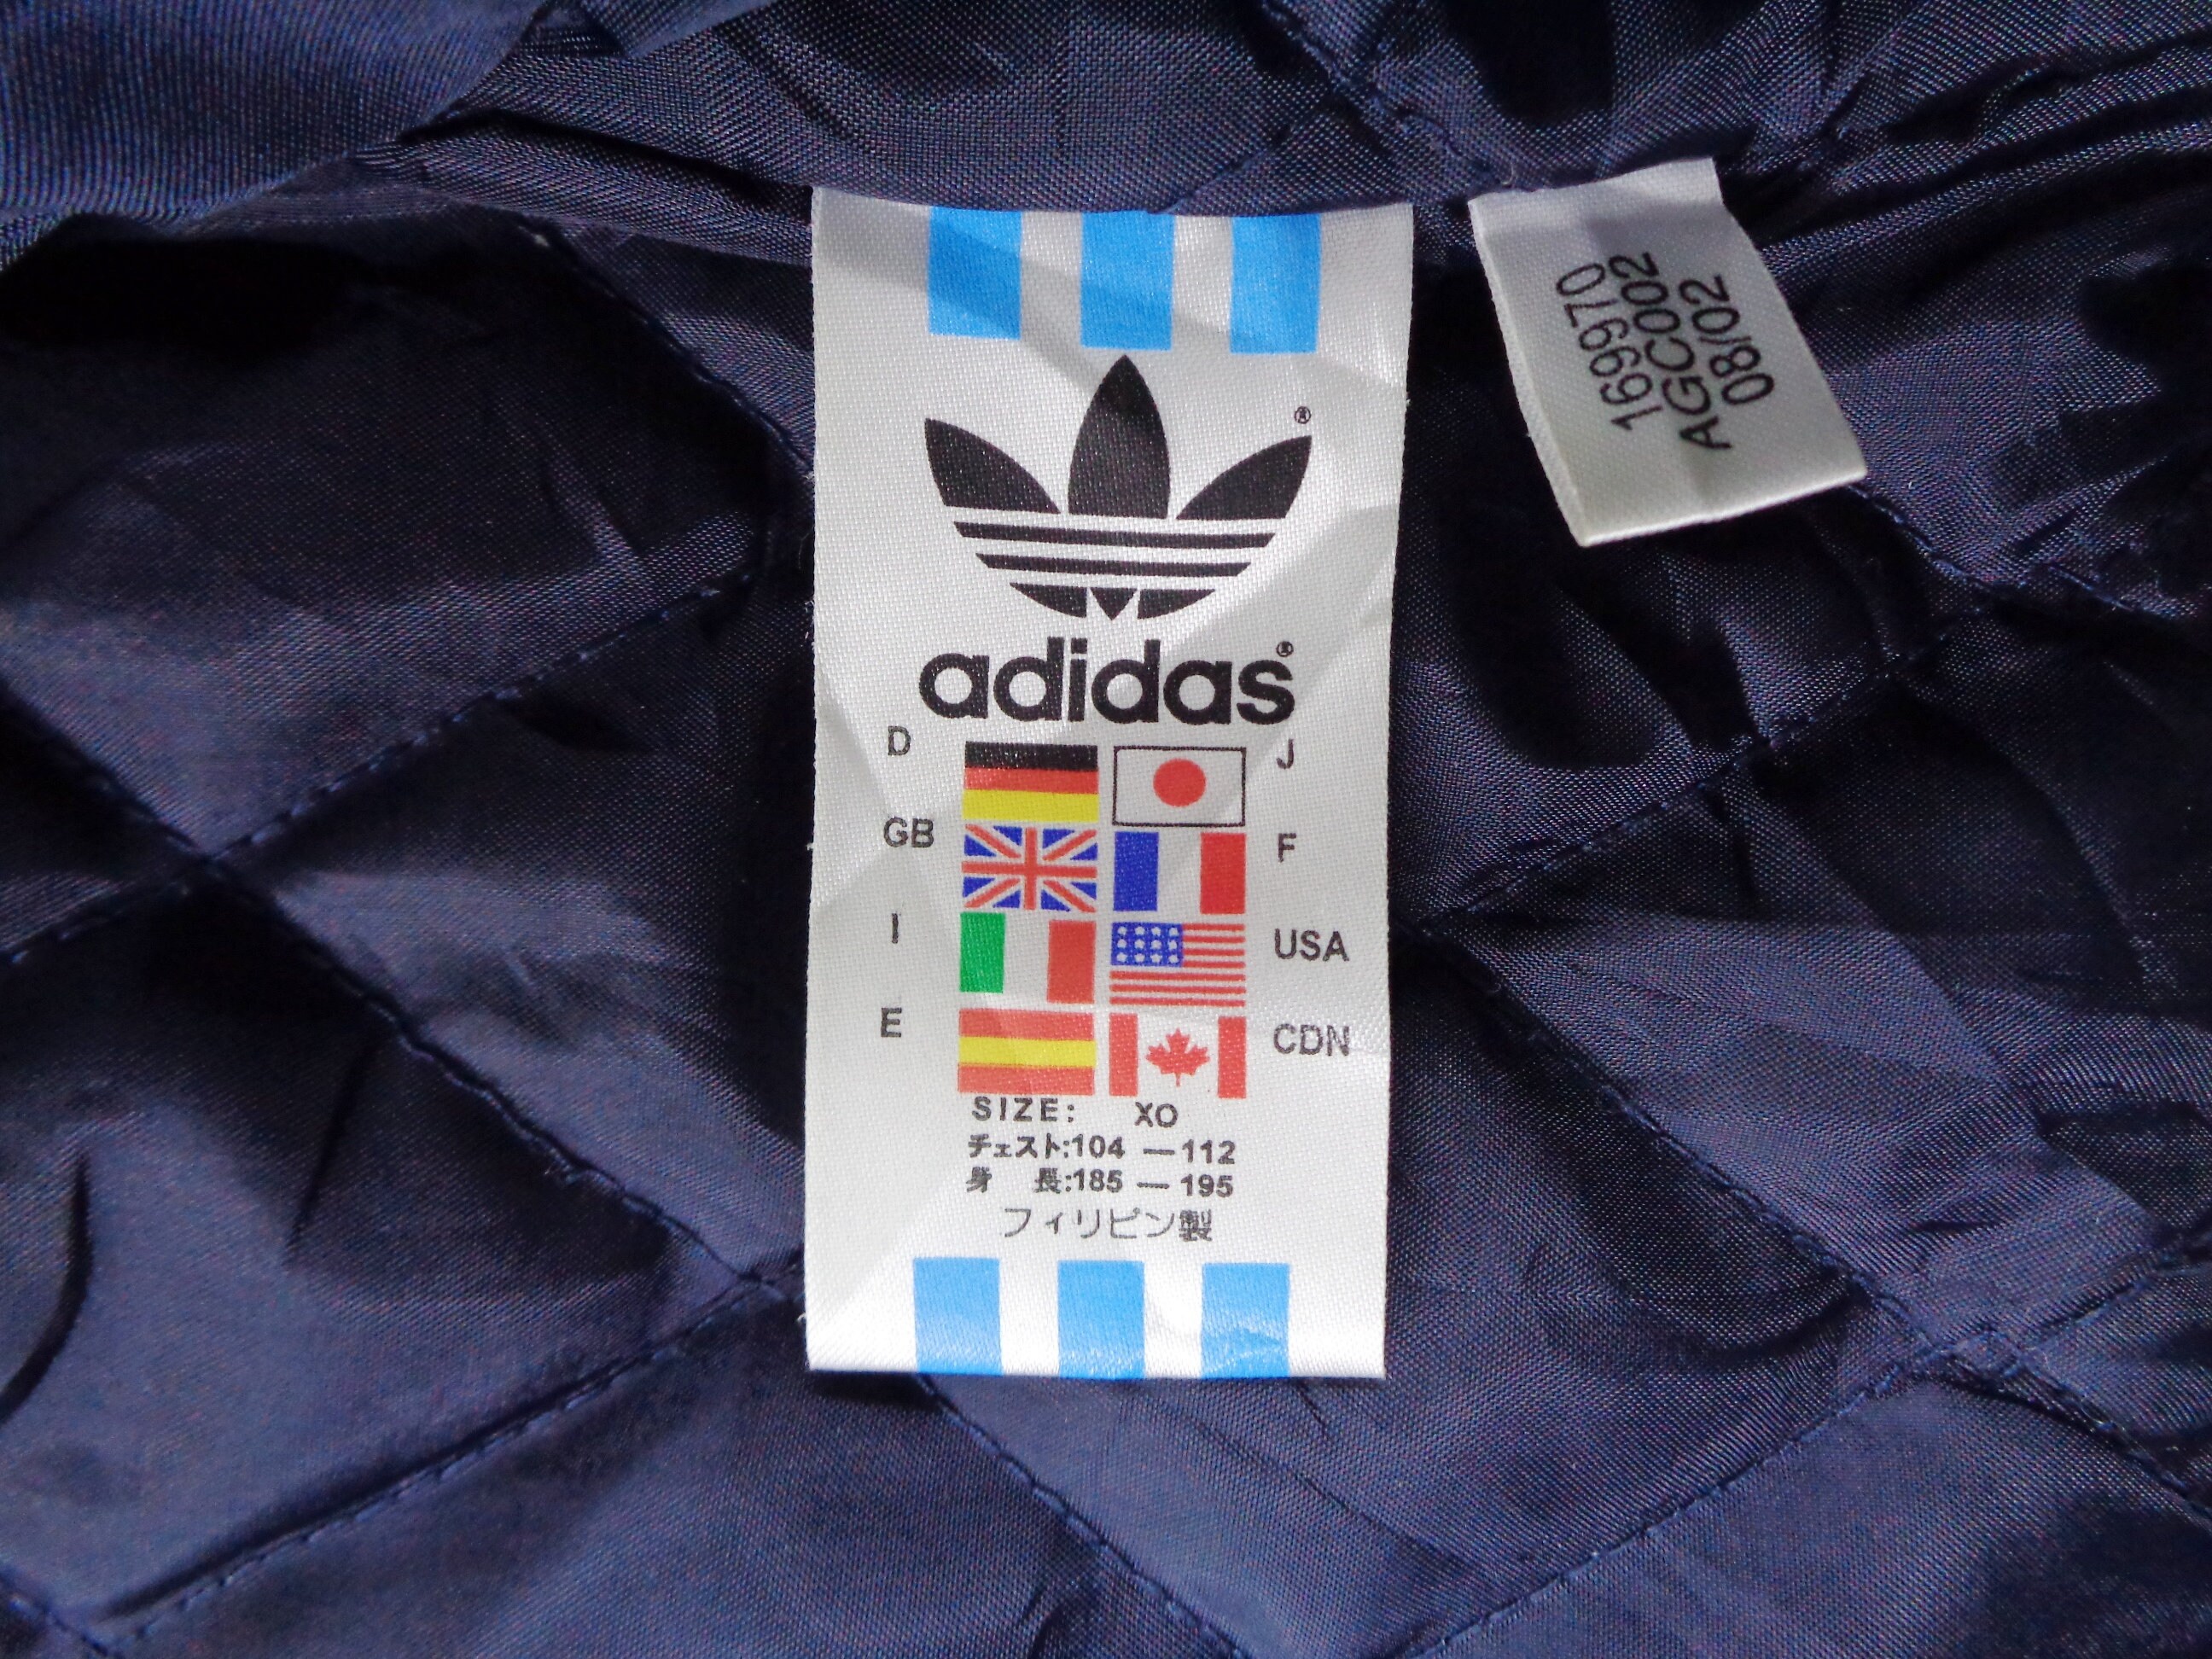 ®
adidas®
D J
GB F
I USA
E CDN
SIZE: XO
チェスト:104 — 112
身 長:185 — 195
フィリピン製
1699770
AGC002
08/02